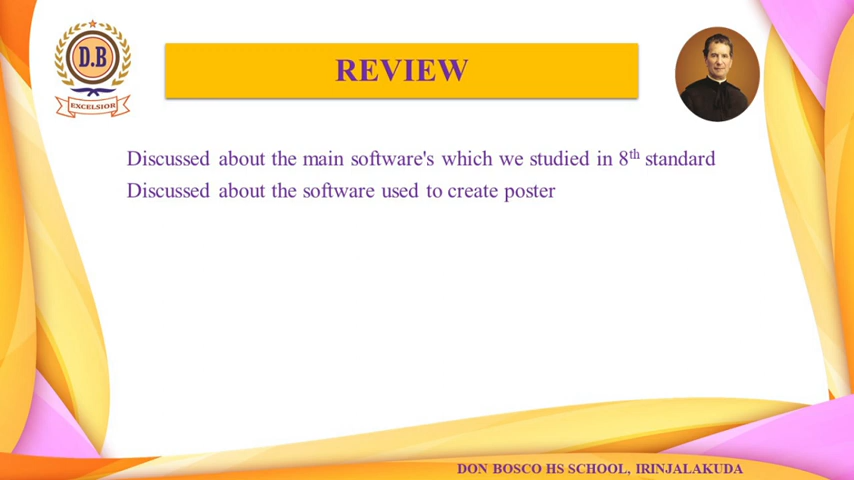 D.B
EXCELSIOR
REVIEW
Discussed about the main software's which we studied in 8th standard
Discussed about the software used to create poster
DON BOSCO HS SCHOOL, IRINJALAKUDA